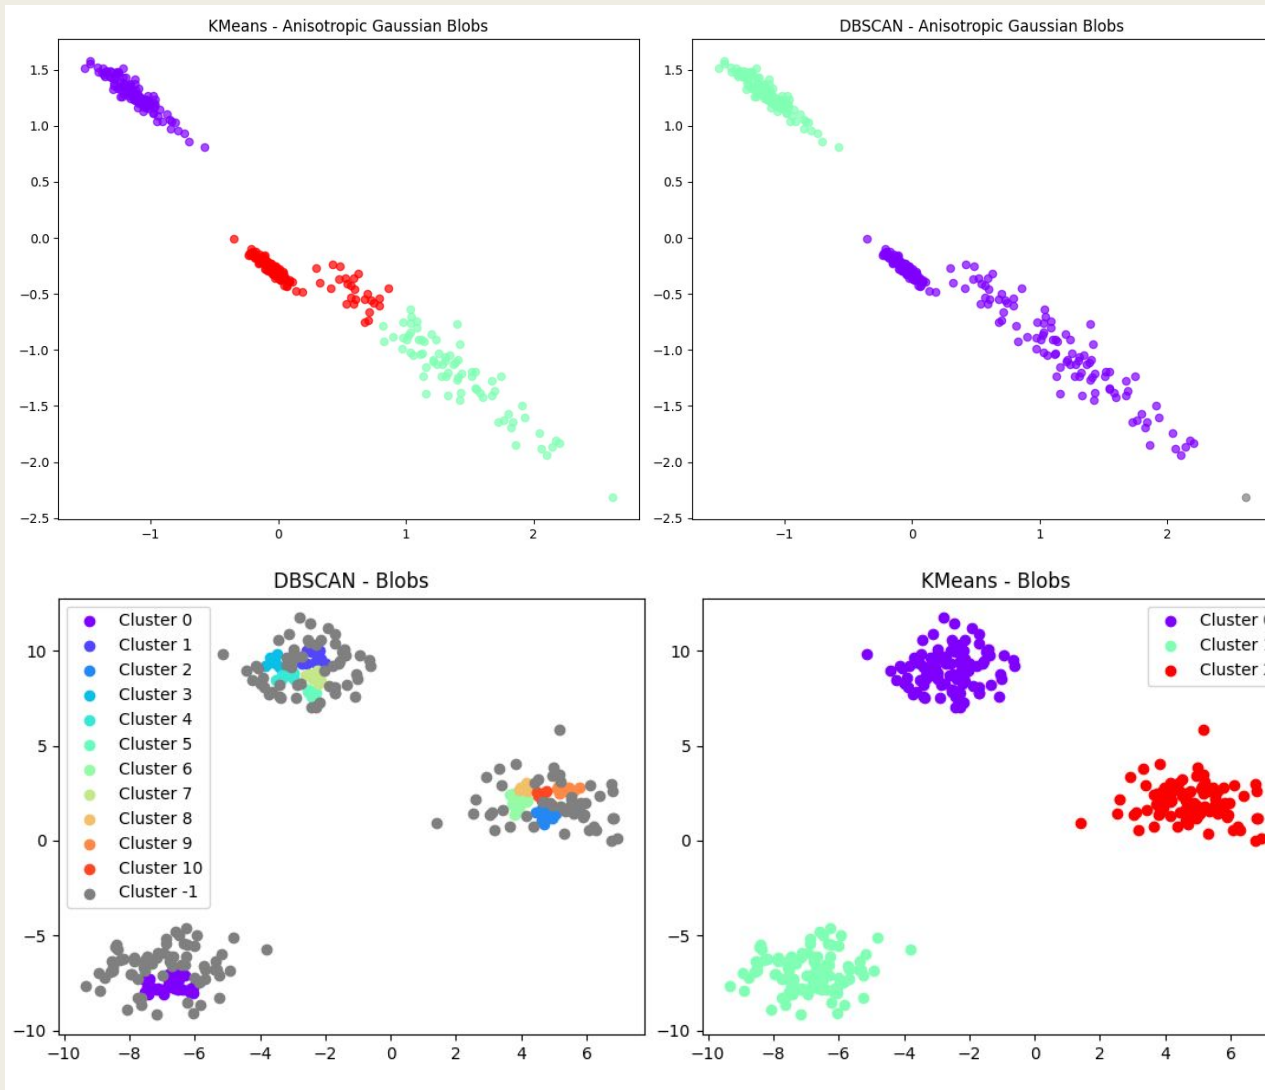 KMeans - Anisotropic Gaussian Blobs
1.5
1.0
0.5
0.0
−0.5
−1.0
−1.5
−2.0
−2.5
−1
0
1
2
DBSCAN - Anisotropic Gaussian Blobs
1.5
1.0
0.5
0.0
−0.5
−1.0
−1.5
−2.0
−2.5
−1
0
1
2
DBSCAN - Blobs
Cluster 0
Cluster 1
Cluster 2
Cluster 3
Cluster 4
Cluster 5
Cluster 6
Cluster 7
Cluster 8
Cluster 9
Cluster 10
Cluster -1
10
5
0
−5
−10
−10
−8
−6
−4
−2
0
2
4
6
KMeans - Blobs
Cluster
Cluster
Cluster
10
5
0
−5
−10
−10
−8
−6
−4
−2
0
2
4
6